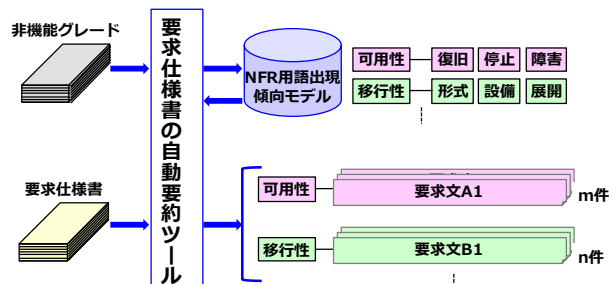 非機能グレード
要求仕様書の自動要約ツール
NFR用語出現
傾向モデル
可用性 復旧 停止 障害
移行性 形式 設備 展開
要求仕様書
可用性 要求文A1 m件
移行性 要求文B1 n件